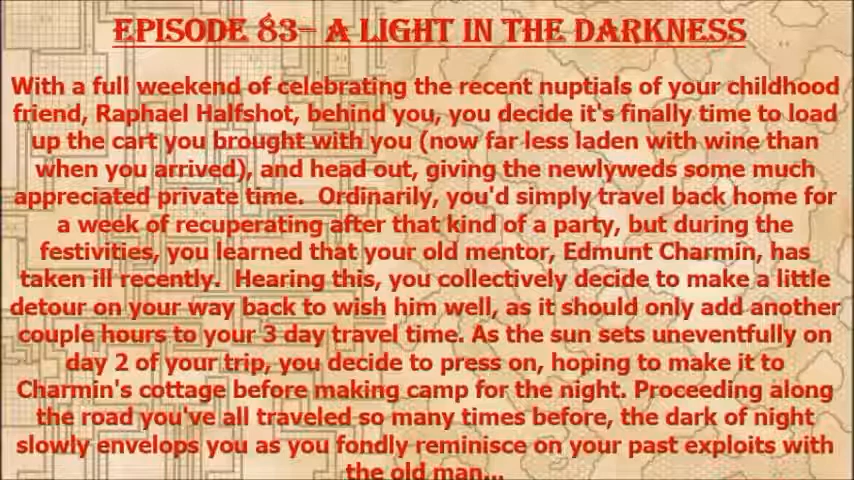 EPISODE 83– A LIGHT IN THE DARKNESS
With a full weekend of celebrating the recent nuptials of your childhood
friend, Raphael Halfshot, behind you, you decide it's finally time to load
up the cart you brought with you (now far less laden with wine than
when you arrived), and head out, giving the newlyweds some much
appreciated private time.  Ordinarily, you'd simply travel back home for
a week of recuperating after that kind of a party, but during the
festivities, you learned that your old mentor, Edmunt Charmin, has
taken ill recently.  Hearing this, you collectively decide to make a little
detour on your way back to wish him well, as it should only add another
couple hours to your 3 day travel time. As the sun sets uneventfully on
day 2 of your trip, you decide to press on, hoping to make it to
Charmin's cottage before making camp for the night. Proceeding along
the road you've all traveled so many times before, the dark of night
slowly envelops you as you fondly reminisce on your past exploits with
the old man...